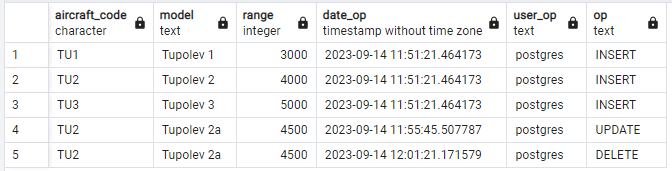 aircraft_code model range date_op user_op op
character text integer timestamp without time zone text text
1 TU1 Tupolev 1 3000 2023-09-14 11:51:21.464173 postgres INSERT
2 TU2 Tupolev 2 4000 2023-09-14 11:51:21.464173 postgres INSERT
3 TU3 Tupolev 3 5000 2023-09-14 11:51:21.464173 postgres INSERT
4 TU2 Tupolev 2a 4500 2023-09-14 11:55:45.507787 postgres UPDATE
5 TU2 Tupolev 2a 4500 2023-09-14 12:01:21.171579 postgres DELETE